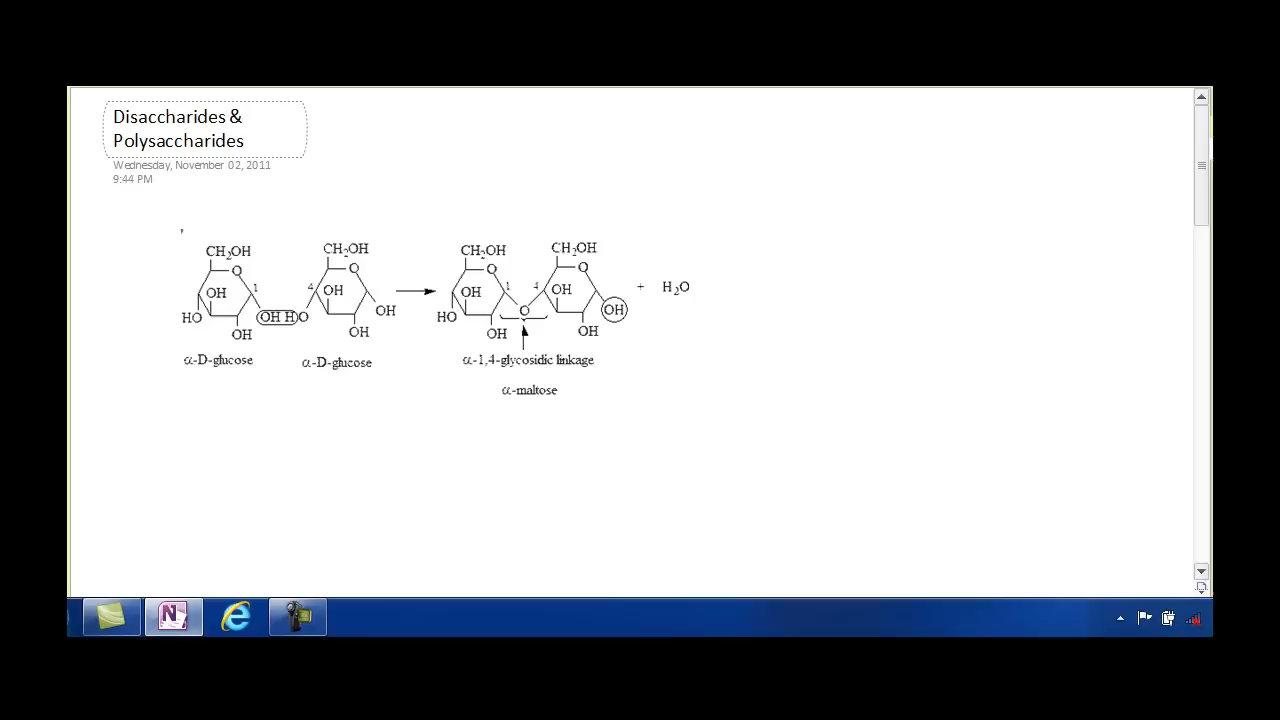 Disaccharides &
Polysaccharides
Wednesday, November 02, 2011
9:44 PM
CH2OH CH2OH CH2OH CH2OH
O O O O
OH 1 4 OH OH 1 4 OH + H2O
HO OH H O OH HO O OH
OH OH OH OH
α-D-glucose α-D-glucose α-1,4-glycosidic linkage
α-maltose